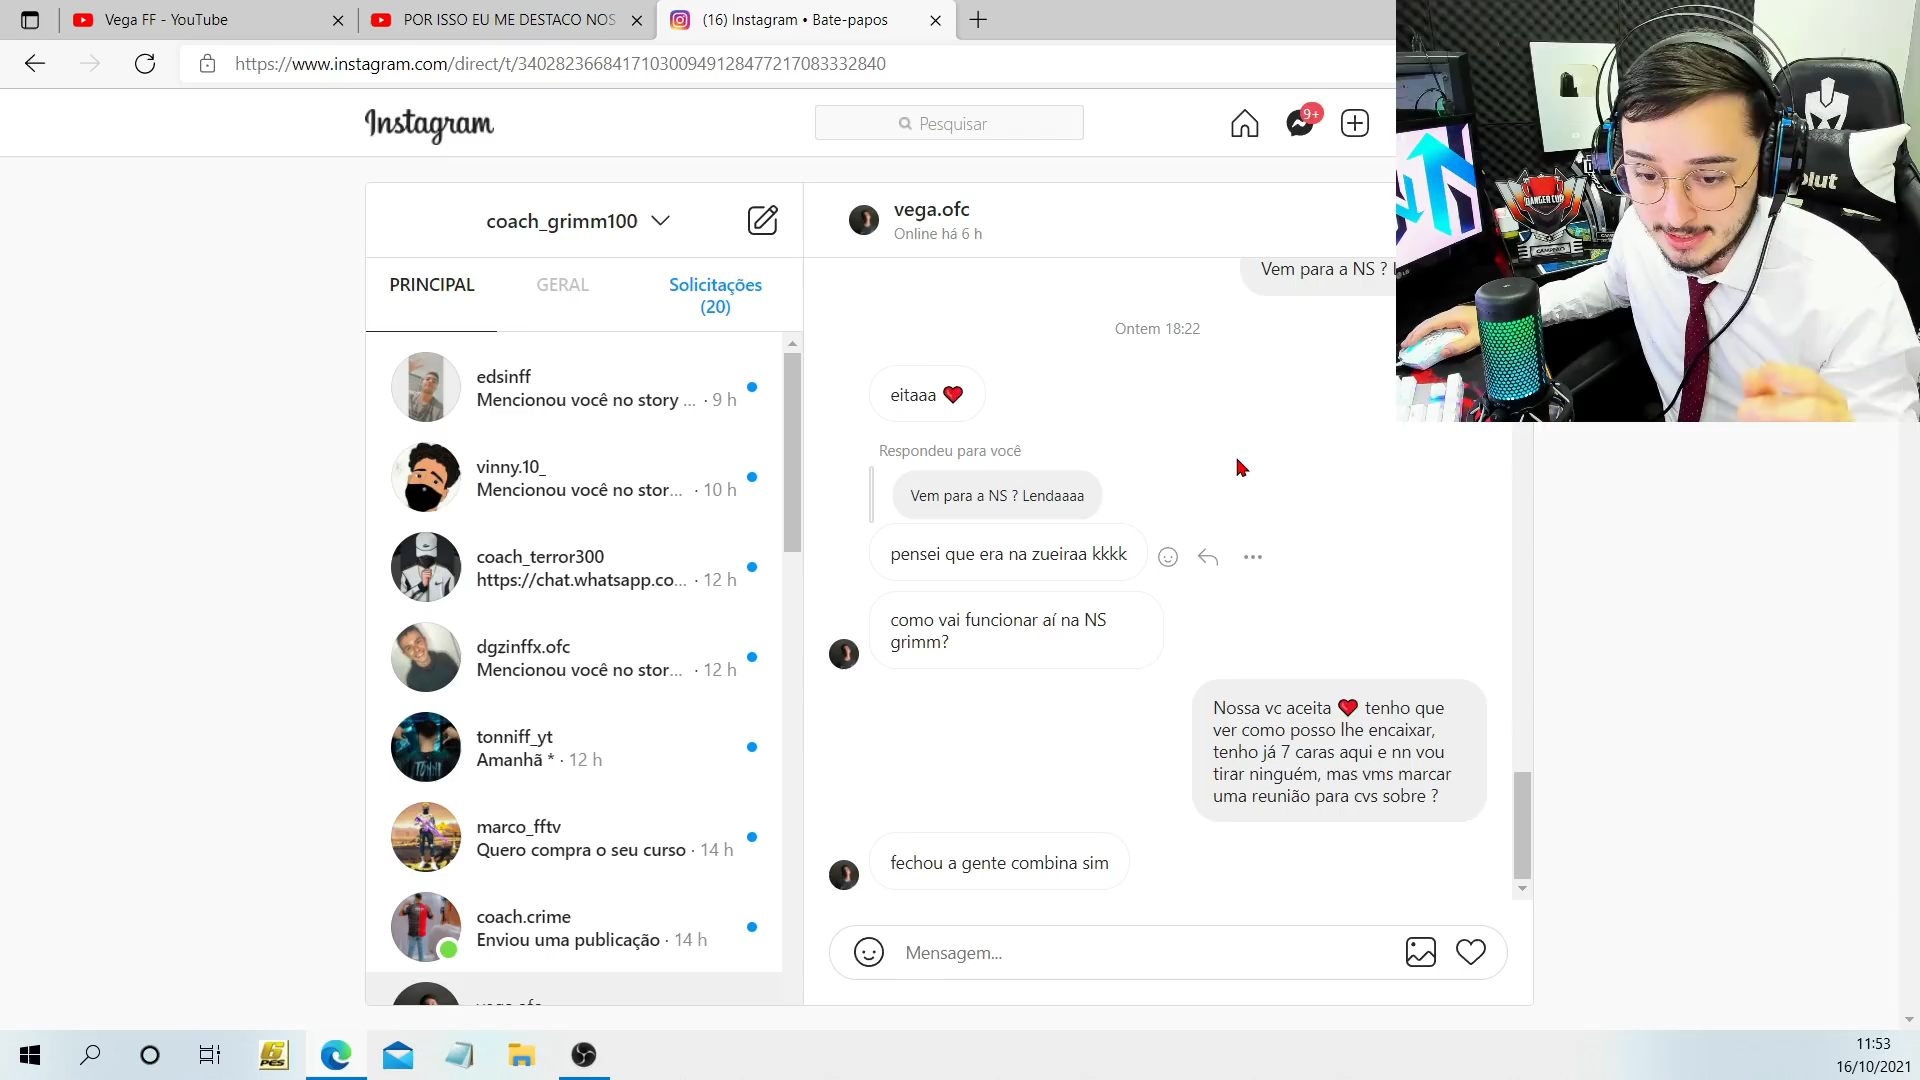 Vega FF - YouTube
POR ISSO EU ME DESTACO NOS
(16) Instagram • Bate-papos
https://www.instagram.com/direct/t/340282366841710300949128477217083332840
Instagram
Pesquisar
9+
coach_grimm100
vega.ofc
Online há 6 h
PRINCIPAL
GERAL
Solicitações
(20)
edsinff
Mencionou você no story ... · 9 h
vinny.10_
Mencionou você no stor... · 10 h
coach_terror300
https://chat.whatsapp.co... · 12 h
dgzinffx.ofc
Mencionou você no stor... · 12 h
tonniff_yt
Amanhã * · 12 h
marco_fftv
Quero compra o seu curso · 14 h
coach.crime
Enviou uma publicação · 14 h
Vem para a NS ?
Ontem 18:22
eitaaa ❤
Respondeu para você
Vem para a NS ? Lendaaaa
pensei que era na zueiraa kkkk
como vai funcionar aí na NS
grimm?
Nossa vc aceita ❤ tenho que
ver como posso lhe encaixar,
tenho já 7 caras aqui e nn vou
tirar ninguém, mas vms marcar
uma reunião para cvs sobre ?
fechou a gente combina sim
Mensagem...
DANGER CUP
6
PES
11:53
16/10/2021